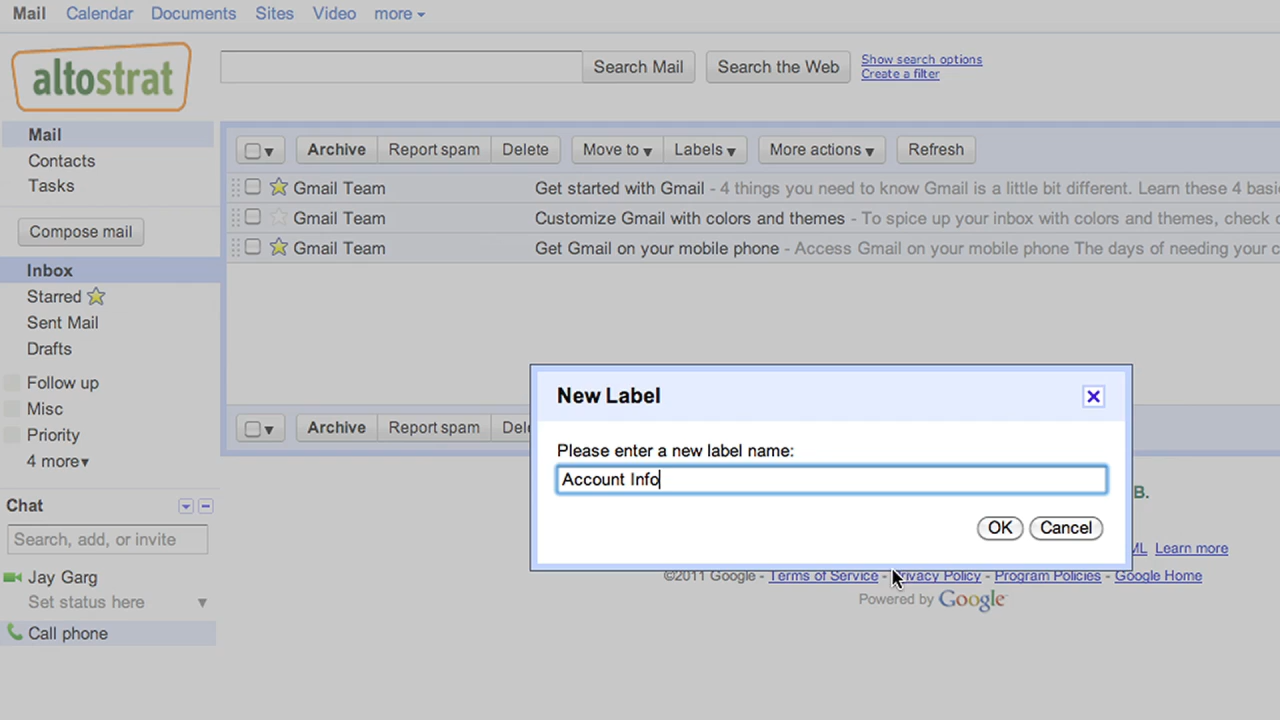 Mail Calendar Documents Sites Video more
altostrat
Search Mail Search the Web Show search options
Create a filter
Mail
Contacts
Tasks
Compose mail
Inbox
Starred
Sent Mail
Drafts
Follow up
Misc
Priority
4 more
Chat
Search, add, or invite
Jay Garg
Set status here
Call phone
Archive Report spam Delete Move to Labels More actions Refresh
Gmail Team Get started with Gmail - 4 things you need to know Gmail is a little bit different. Learn these 4 basi
Gmail Team Customize Gmail with colors and themes - To spice up your inbox with colors and themes, check
Gmail Team Get Gmail on your mobile phone - Access Gmail on your mobile phone The days of needing your
Archive Report spam Dele
New Label
Please enter a new label name:
Account Info
OK Cancel
B.
ML Learn more
©2011 Google - Terms of Service - Privacy Policy - Program Policies - Google Home
Powered by Google